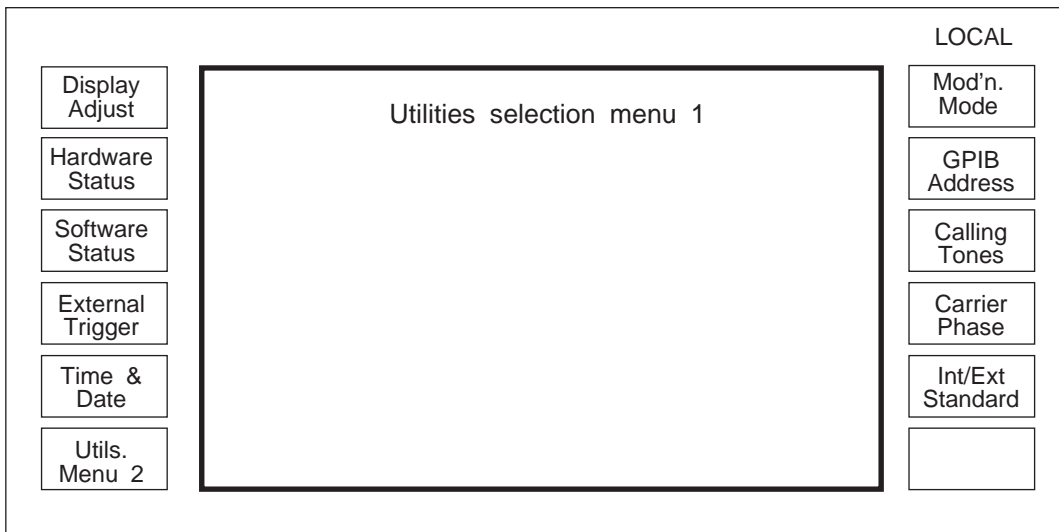 LOCAL
Display
Adjust
Hardware
Status
Software
Status
External
Trigger
Time & 
Date
Utils.
Menu 2
Utilities selection menu 1
Mod'n.
Mode
GPIB
Address
Calling
Tones
Carrier
Phase
Int/Ext
Standard